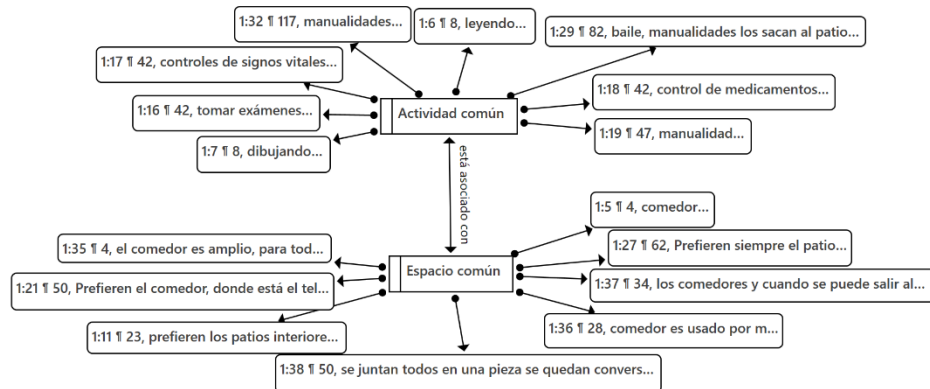 1:32 ¶ 117, manualidades...
1:6 ¶ 8, leyendo...
1:29 ¶ 82, baile, manualidades los sacan al patio...
1:17 ¶ 42, controles de signos vitales...
1:18 ¶ 42, control de medicamentos...
1:16 ¶ 42, tomar exámenes...
Actividad común
1:19 ¶ 47, manualidad...
1:7 ¶ 8, dibujando...
está asociado con
1:5 ¶ 4, comedor...
1:35 ¶ 4, el comedor es amplio, para tod...
1:27 ¶ 62, Prefieren siempre el patio...
Espacio común
1:21 ¶ 50, Prefieren el comedor, donde está el tel...
1:37 ¶ 34, los comedores y cuando se puede salir al...
1:11 ¶ 23, prefieren los patios interiore...
1:36 ¶ 28, comedor es usado por m...
1:38 ¶ 50, se juntan todos en una pieza se quedan convers...